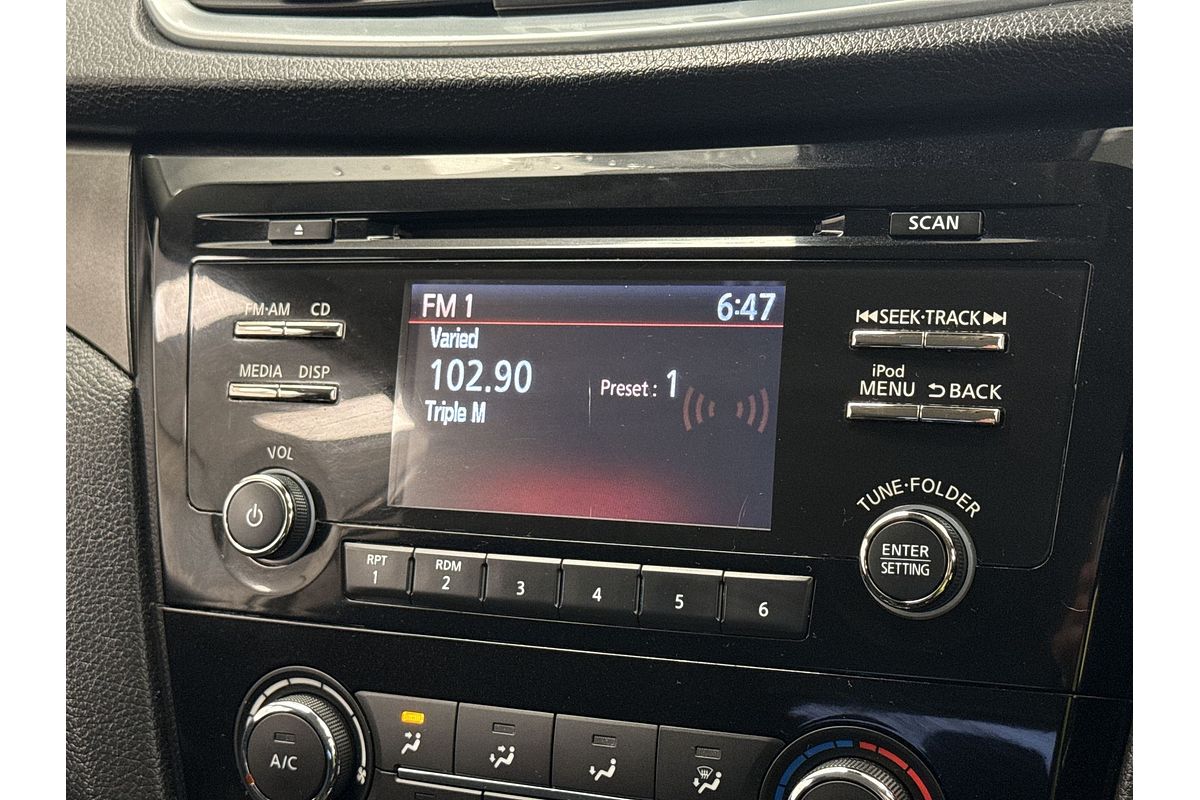 SCAN
FM·AM CD
MEDIA DISP
VOL
FM 1 6:47
Varied
102.90
Preset : 1
Triple M
SEEK·TRACK
iPod
MENU BACK
TUNE·FOLDER
ENTER
SETTING
RPT
1
RDM
2
3
4
5
6
A/C